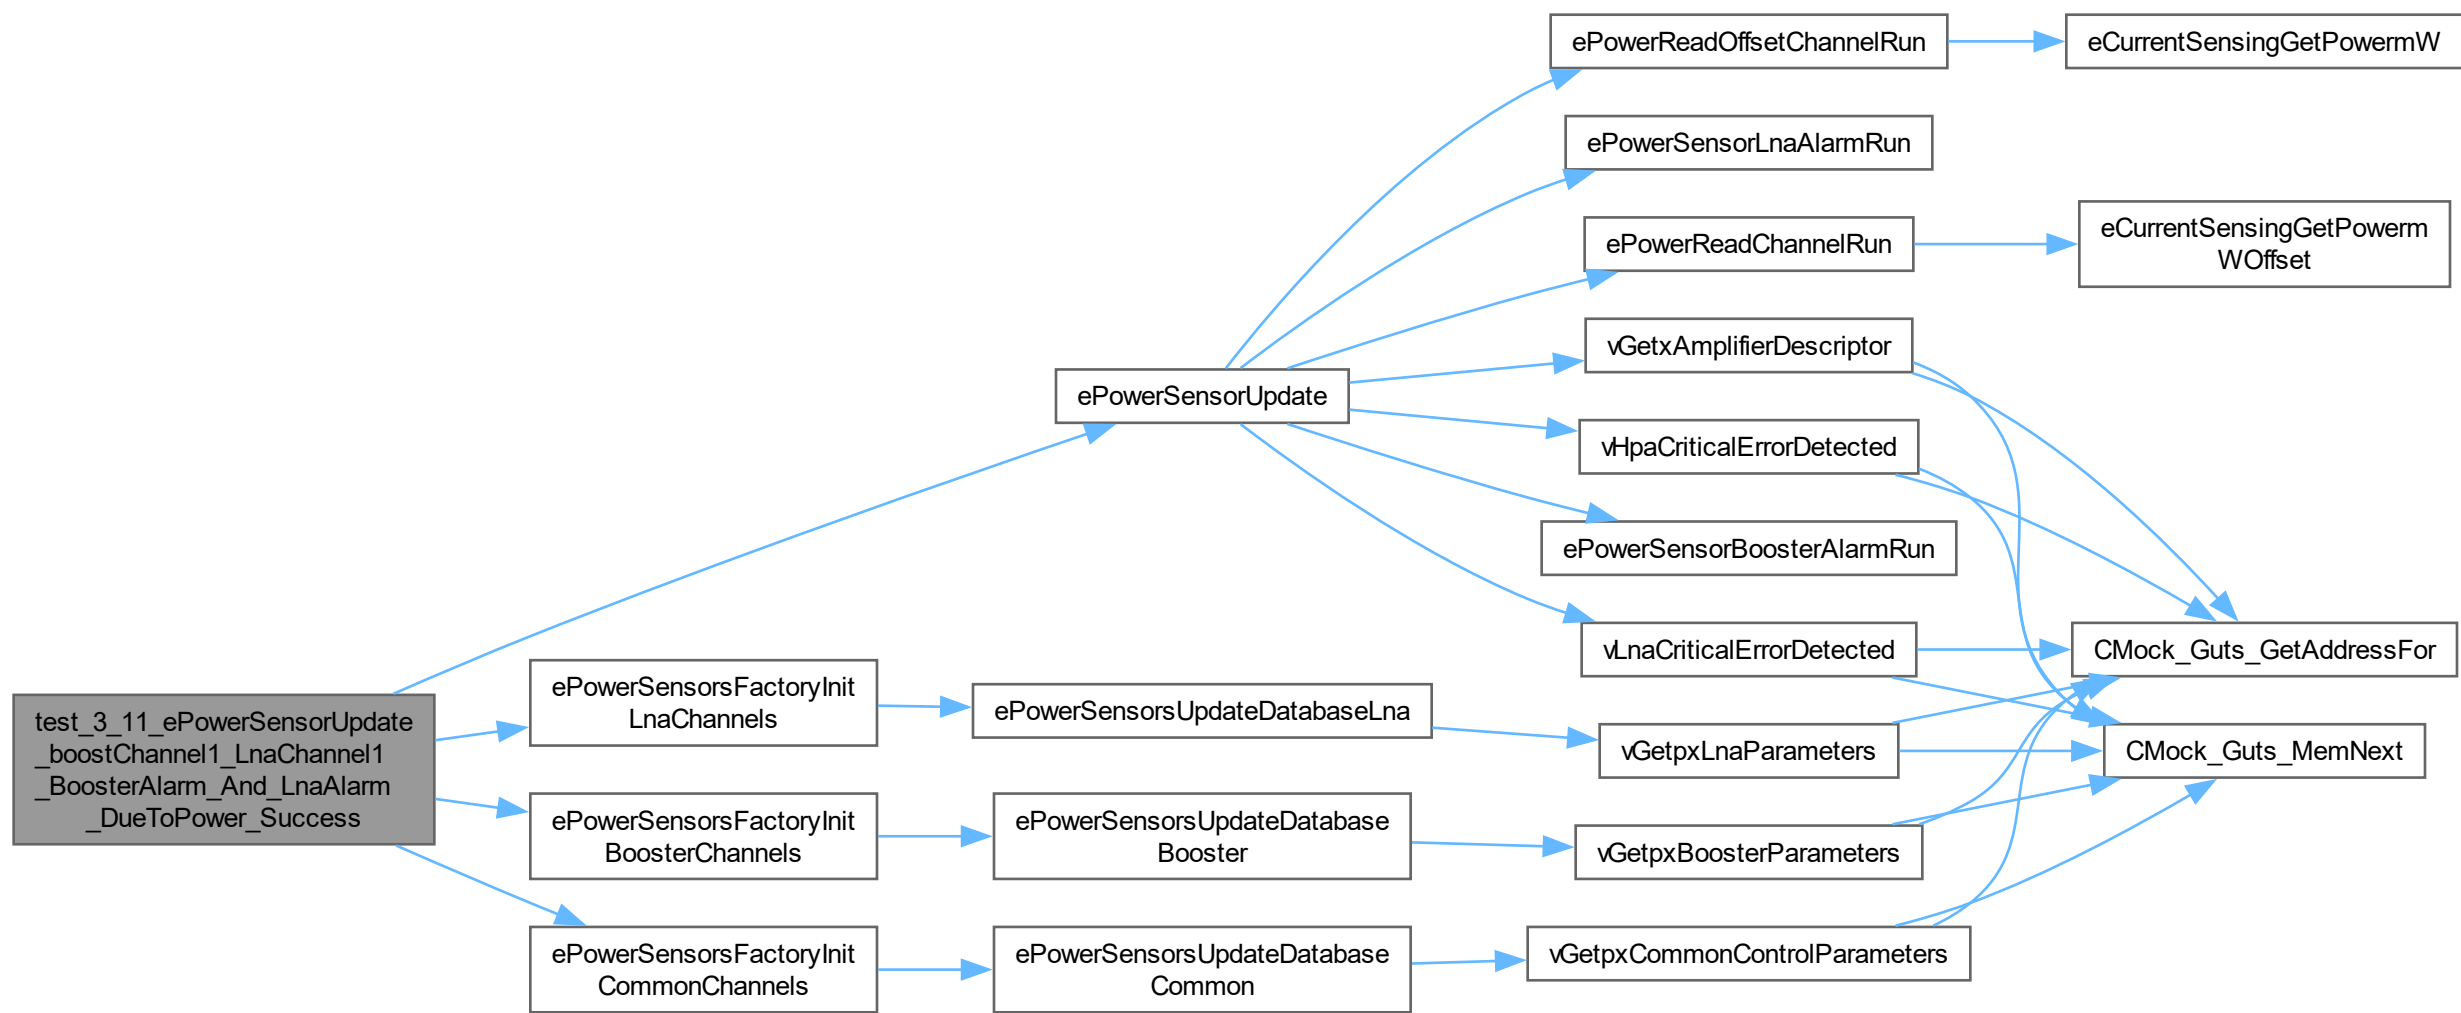 ePowerReadOffsetChannelRun
eCurrentSensingGetPowermW
ePowerSensorLnaAlarmRun
ePowerReadChannelRun
eCurrentSensingGetPowerm
WOffset
vGetxAmplifierDescriptor
ePowerSensorUpdate
vHpaCriticalErrorDetected
ePowerSensorBoosterAlarmRun
vLnaCriticalErrorDetected
CMock_Guts_GetAddressFor
test_3_11_ePowerSensorUpdate
_boostChannel1_LnaChannel1
_BoosterAlarm_And_LnaAlarm
_DueToPower_Success
ePowerSensorsFactoryInit
LnaChannels
ePowerSensorsUpdateDatabaseLna
vGetpxLnaParameters
CMock_Guts_MemNext
ePowerSensorsFactoryInit
BoosterChannels
ePowerSensorsUpdateDatabase
Booster
vGetpxBoosterParameters
ePowerSensorsFactoryInit
CommonChannels
ePowerSensorsUpdateDatabase
Common
vGetpxCommonControlParameters